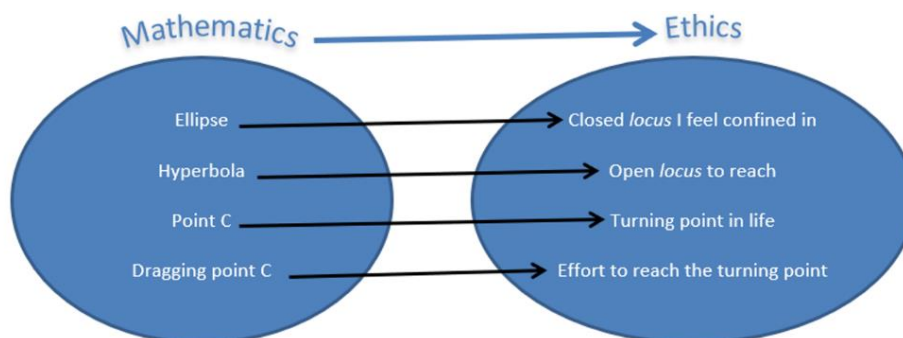 Mathematics Ethics
Ellipse Closed locus I feel confined in
Hyperbola Open locus to reach
Point C Turning point in life
Dragging point C Effort to reach the turning point